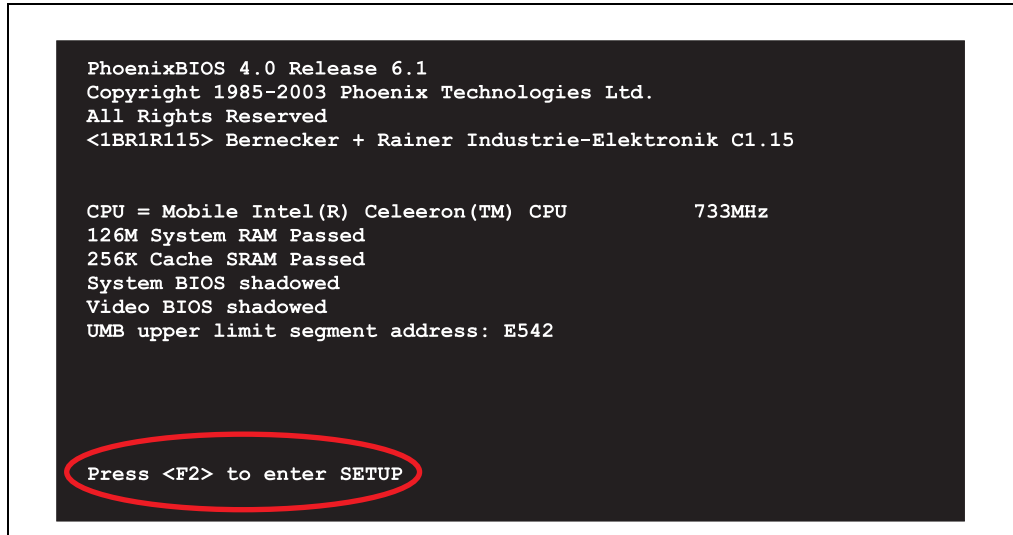 PhoenixBIOS 4.0 Release 6.1
Copyright 1985-2003 Phoenix Technologies Ltd.
All Rights Reserved
<1BR1R115> Bernecker + Rainer Industrie-Elektronik C1.15
CPU = Mobile Intel(R) Celeeron(TM) CPU 733MHz
126M System RAM Passed
256K Cache SRAM Passed
System BIOS shadowed
Video BIOS shadowed
UMB upper limit segment address: E542
Press <F2> to enter SETUP